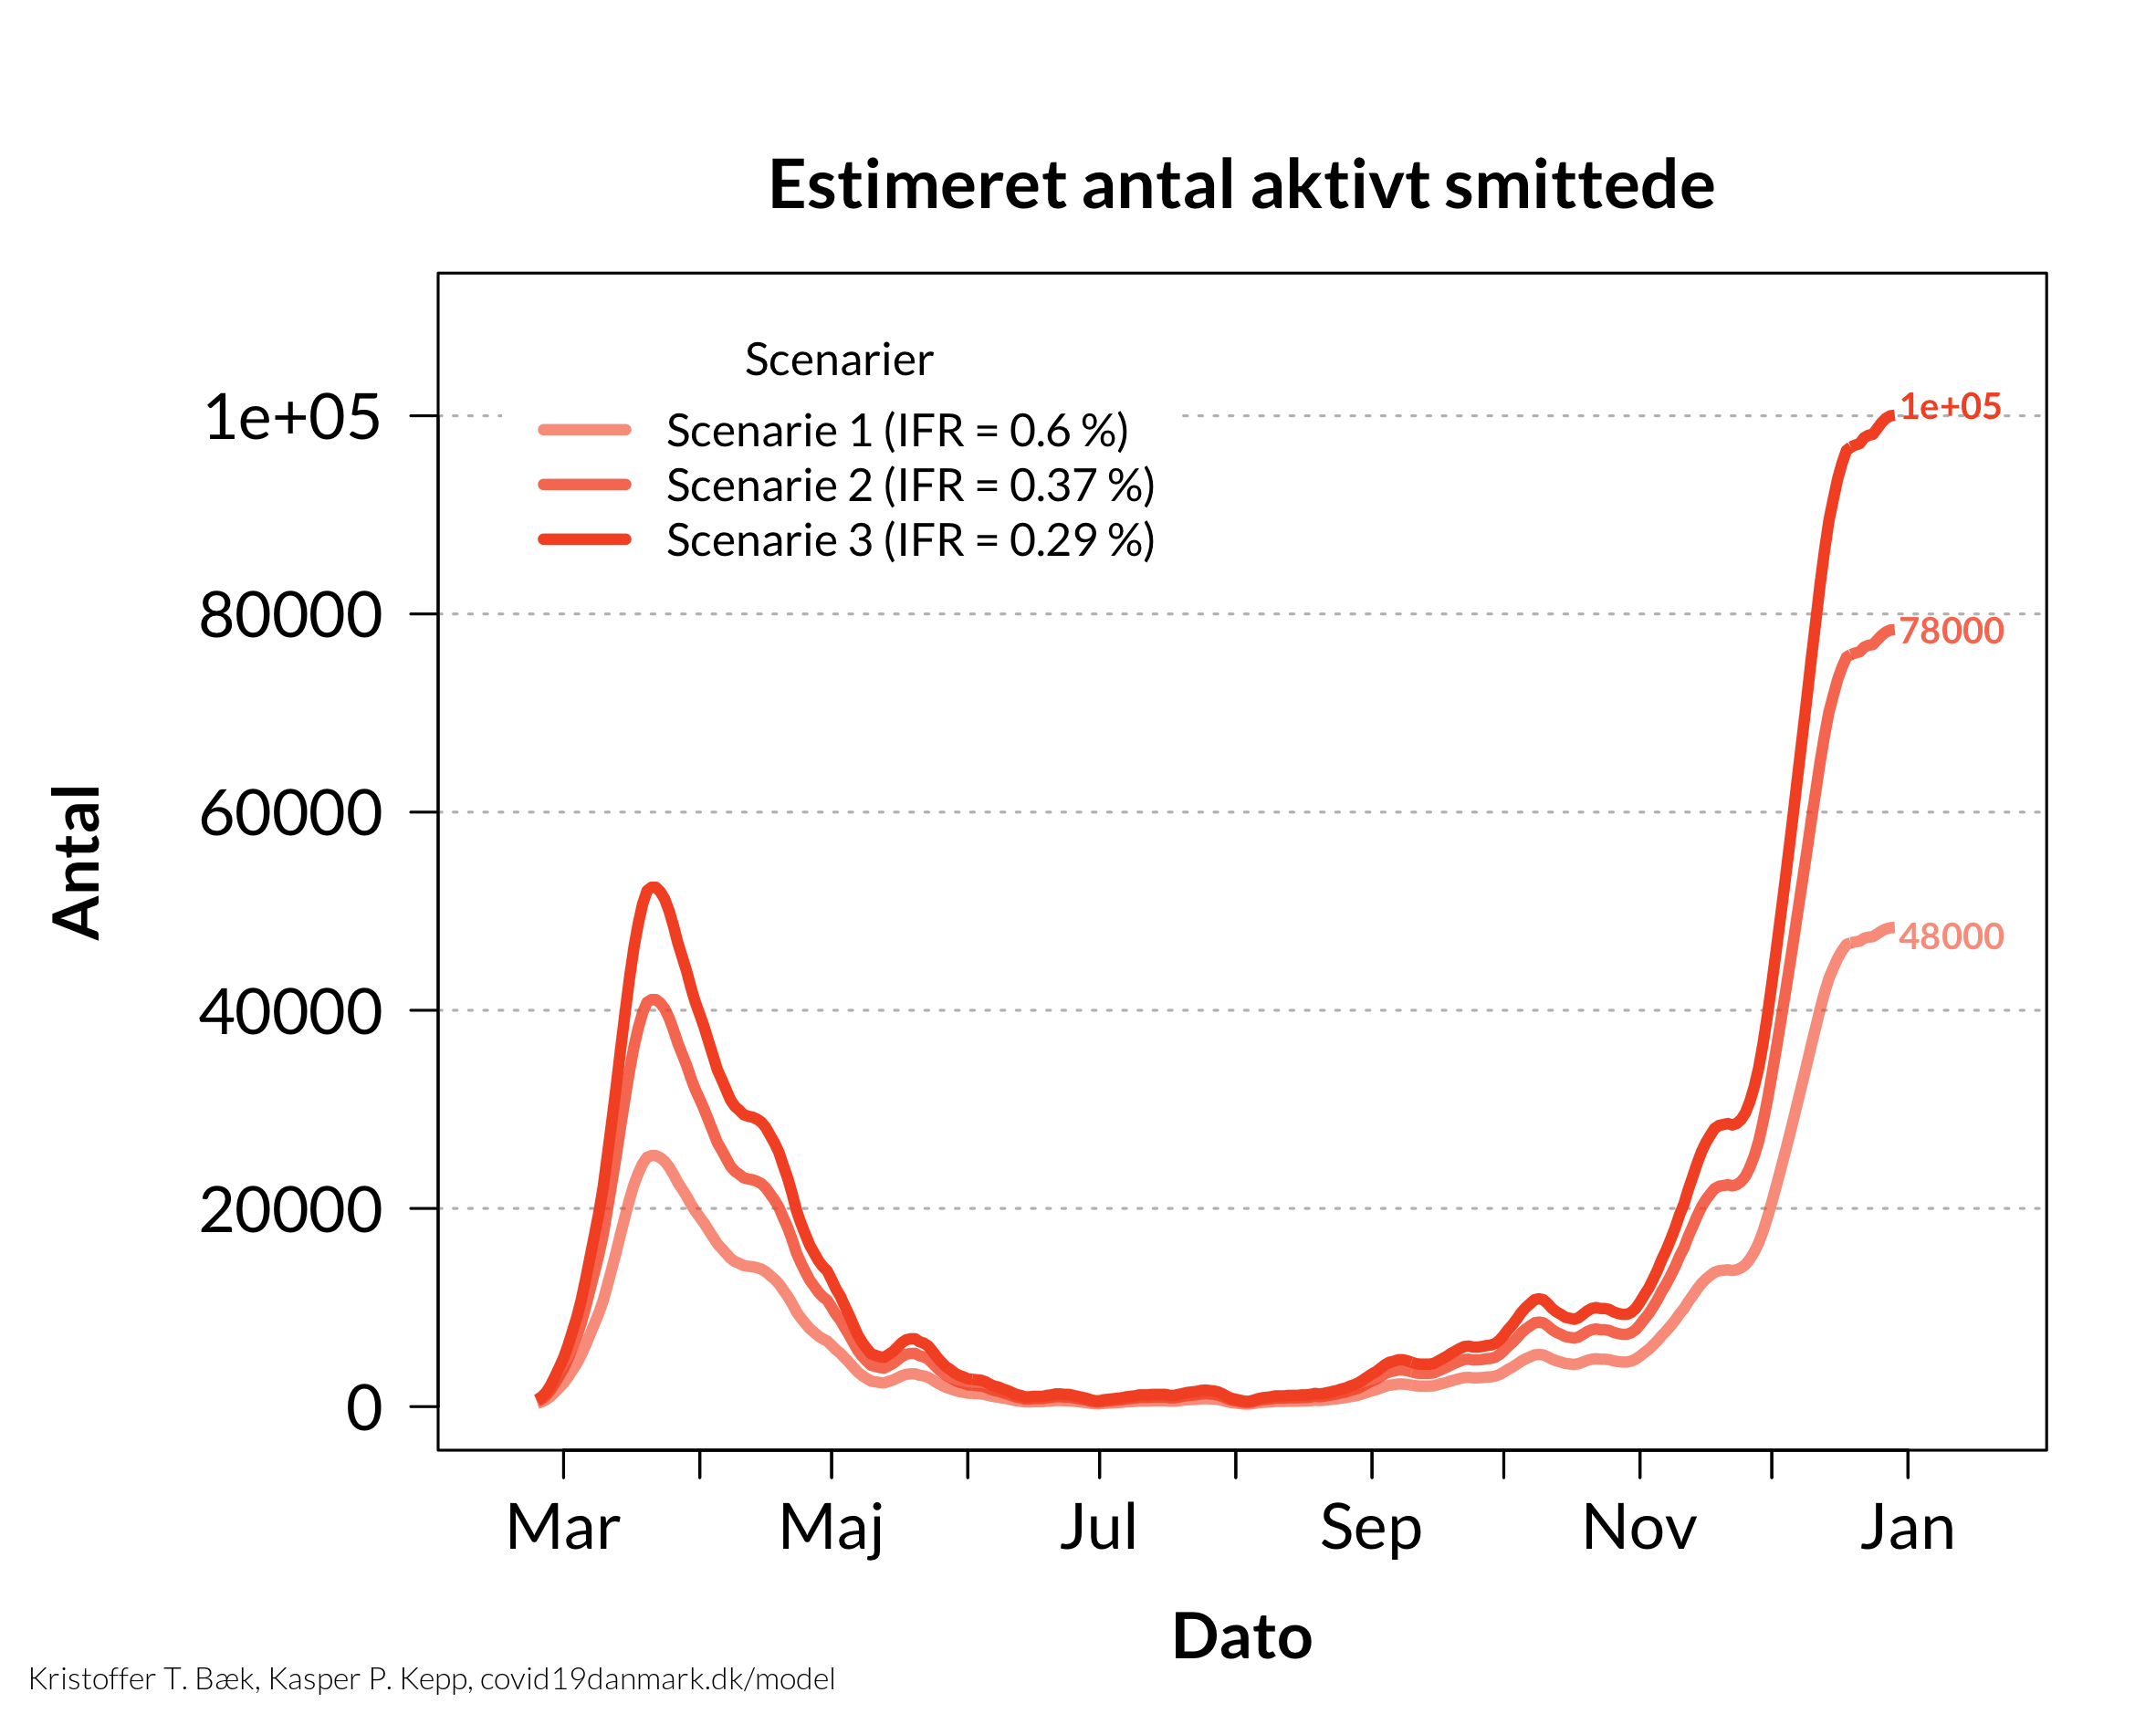 Estimeret antal aktivt smittede
Scenarier
Scenarie 1 (IFR = 0.6 %)
Scenarie 2 (IFR = 0.37 %)
Scenarie 3 (IFR = 0.29 %)
1e+05
80000
60000
40000
20000
0
Antal
1e+05
78000
48000
Mar Maj Jul Sep Nov Jan
Dato
Kristoffer T. Bæk, Kasper P. Kepp, covid19danmark.dk/model